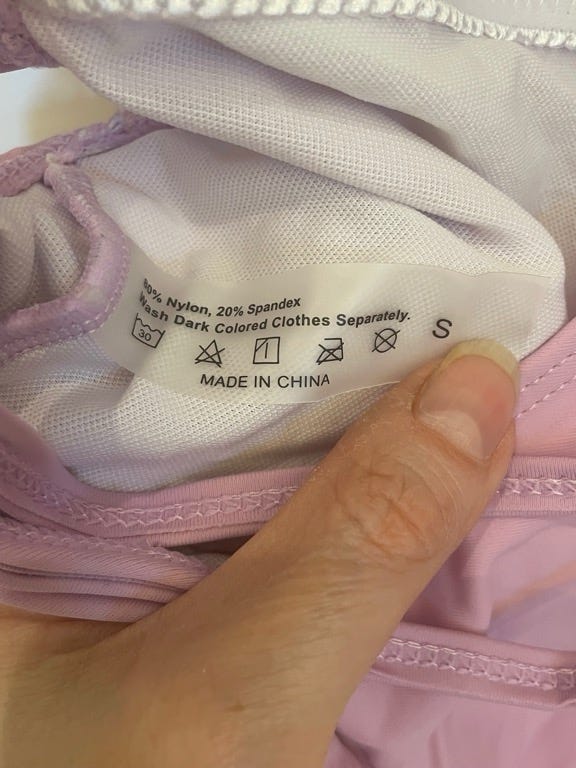 80% Nylon, 20% Spandex
Wash Dark Colored Clothes Separately.
30
S
MADE IN CHINA